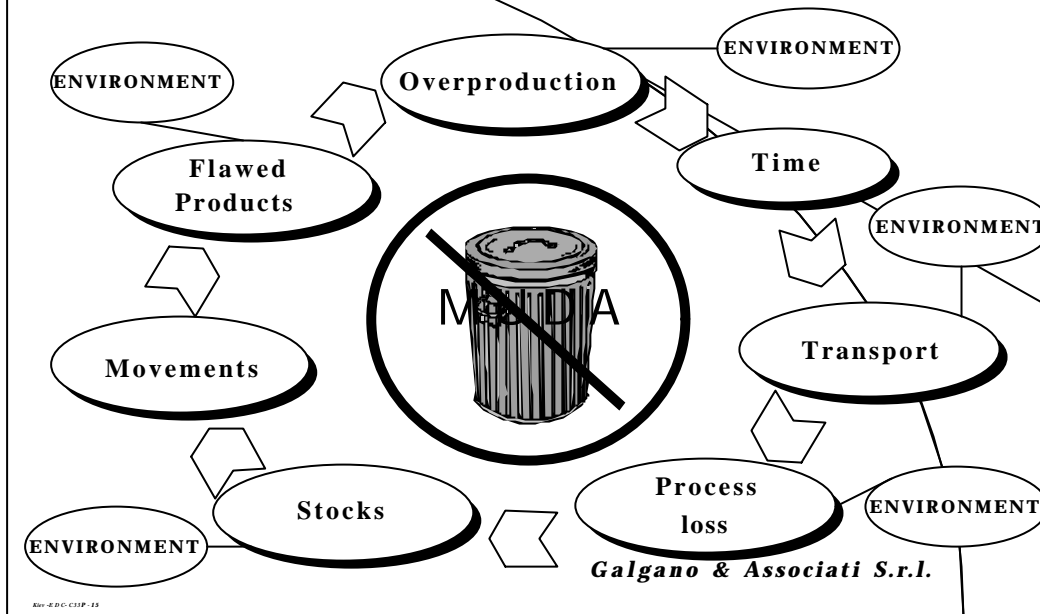 ENVIRONMENT
ENVIRONMENT
Overproduction
Time
Flawed
Products
ENVIRONMENT
MUDA
Movements
Transport
Process
loss
Stocks
ENVIRONMENT
ENVIRONMENT
Galgano & Associati S.r.l.